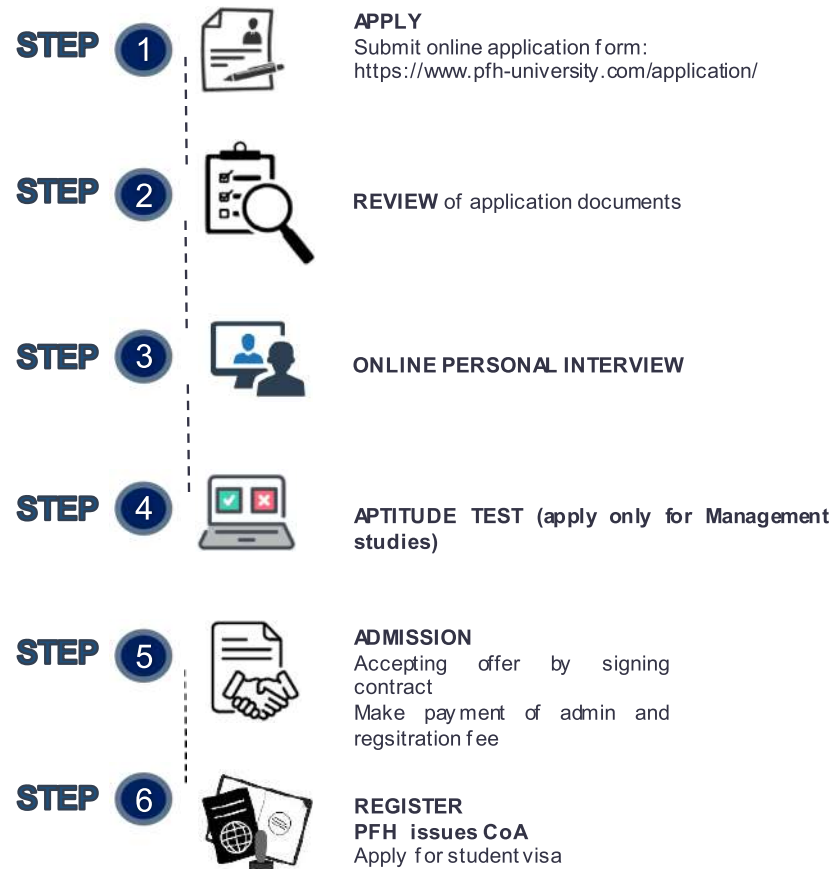 STEP 1
APPLY
Submit online application form:
https://www.pfh-university.com/application/
STEP 2
REVIEW of application documents
STEP 3
ONLINE PERSONAL INTERVIEW
STEP 4
APTITUDE TEST (apply only for Management
studies)
STEP 5
ADMISSION
Accepting offer by signing
contract
Make payment of admin and
regsitration fee
STEP 6
REGISTER
PFH issues CoA
Apply for student visa